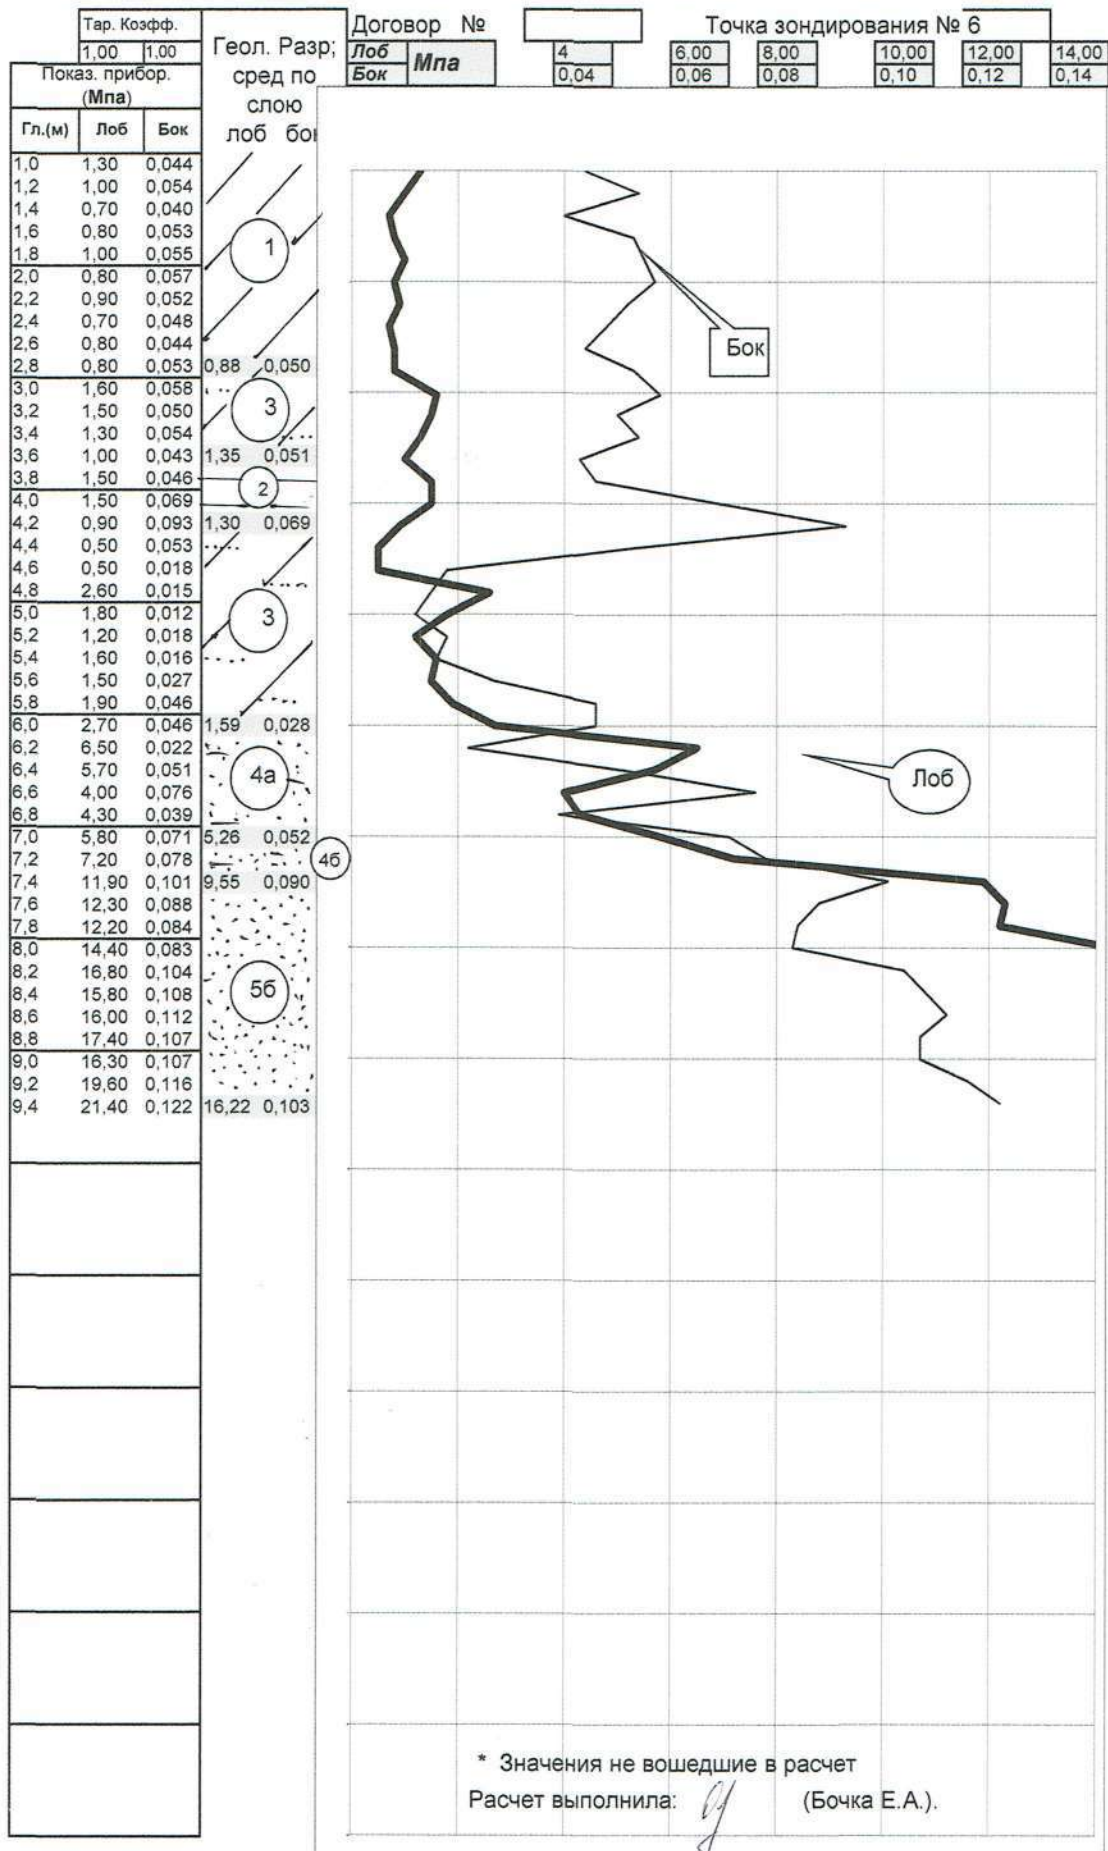 Тар. Коэфф.
1,00 1,00
Показ. прибор.
(Мпа)
Гл.(м) Лоб Бок
Геол. Разр;
сред по
слою
лоб бок
Договор №
Точка зондирования № 6
Лоб Мпа 4 6,00 8,00 10,00 12,00 14,00
Бок 0,04 0,06 0,08 0,10 0,12 0,14
1,0 1,30 0,044
1,2 1,00 0,054
1,4 0,70 0,040
1,6 0,80 0,053
1,8 1,00 0,055
1
2,0 0,80 0,057
2,2 0,90 0,052
2,4 0,70 0,048
2,6 0,80 0,044
Бок
2,8 0,80 0,053 0,88 0,050
3,0 1,60 0,058
3
3,2 1,50 0,050
3,4 1,30 0,054
3,6 1,00 0,043 1,35 0,051
3,8 1,50 0,046
2
4,0 1,50 0,069
4,2 0,90 0,093 1,30 0,069
4,4 0,50 0,053
4,6 0,50 0,018
4,8 2,60 0,015
5,0 1,80 0,012
3
5,2 1,20 0,018
5,4 1,60 0,016
5,6 1,50 0,027
5,8 1,90 0,046
6,0 2,70 0,046 1,59 0,028
6,2 6,50 0,022
6,4 5,70 0,051
4а
Лоб
6,6 4,00 0,076
6,8 4,30 0,039
7,0 5,80 0,071 5,26 0,052
7,2 7,20 0,078
4б
7,4 11,90 0,101 9,55 0,090
7,6 12,30 0,088
7,8 12,20 0,084
8,0 14,40 0,083
8,2 16,80 0,104
8,4 15,80 0,108
5б
8,6 16,00 0,112
8,8 17,40 0,107
9,0 16,30 0,107
9,2 19,60 0,116
9,4 21,40 0,122 16,22 0,103
* Значения не вошедшие в расчет
Расчет выполнила: (Бочка Е.А.).